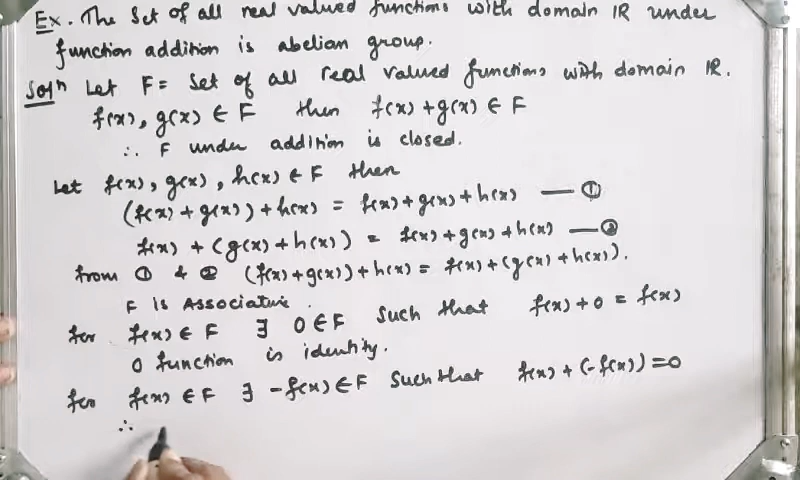 Ex. The Set of all real valued functions with domain IR under
function addition is abelian group.
Solⁿ Let F = Set of all real valued functions with domain IR.
f(x), g(x) ∈ F then f(x) + g(x) ∈ F
∴ F under addition is closed.
Let f(x), g(x), h(x) ∈ F then
(f(x) + g(x)) + h(x) = f(x) + g(x) + h(x) — ①
f(x) + (g(x) + h(x)) = f(x) + g(x) + h(x) — ②
from ① & ② (f(x) + g(x)) + h(x) = f(x) + (g(x) + h(x)).
F is Associative.
for f(x) ∈ F ∃ 0 ∈ F Such that f(x) + 0 = f(x)
0 function is identity.
for f(x) ∈ F ∃ -f(x) ∈ F Such that f(x) + (-f(x)) = 0
∴